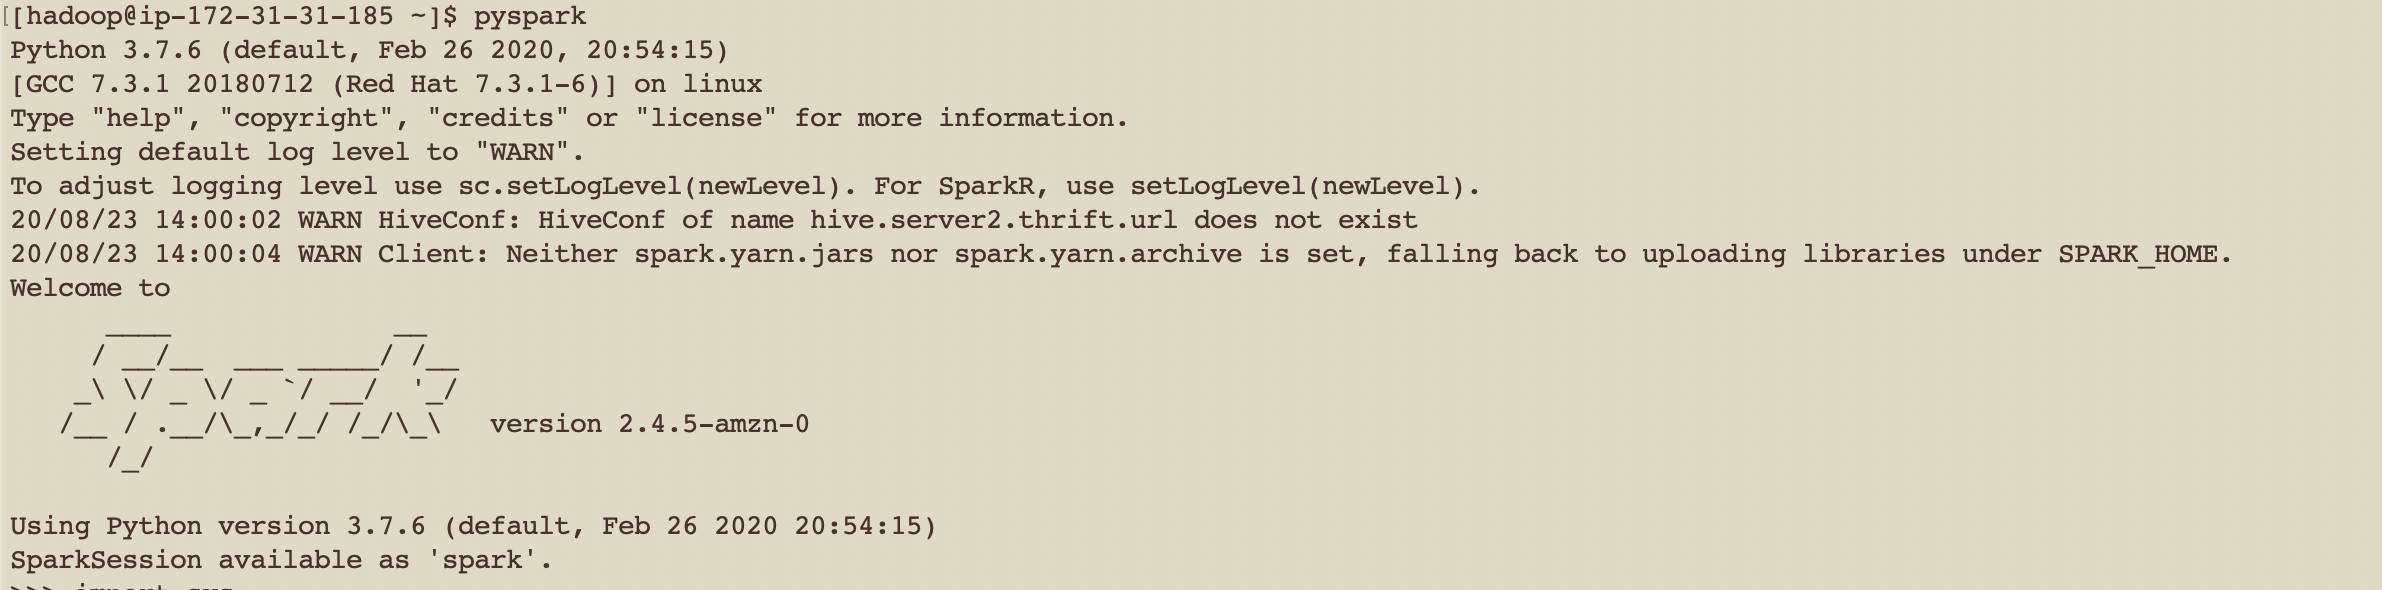 [[hadoop@ip-172-31-31-185 ~]$ pyspark
Python 3.7.6 (default, Feb 26 2020, 20:54:15)
[GCC 7.3.1 20180712 (Red Hat 7.3.1-6)] on linux
Type "help", "copyright", "credits" or "license" for more information.
Setting default log level to "WARN".
To adjust logging level use sc.setLogLevel(newLevel). For SparkR, use setLogLevel(newLevel).
20/08/23 14:00:02 WARN HiveConf: HiveConf of name hive.server2.thrift.url does not exist
20/08/23 14:00:04 WARN Client: Neither spark.yarn.jars nor spark.yarn.archive is set, falling back to uploading libraries under SPARK_HOME.
Welcome to
      ____              __
     / __/__  ___ _____/ /__
    _\ \/ _ \/ _ `/ __/  '_/
   /__ / .__/\_,_/_/ /_/\_\   version 2.4.5-amzn-0
      /_/
Using Python version 3.7.6 (default, Feb 26 2020 20:54:15)
SparkSession available as 'spark'.
>>> import sys